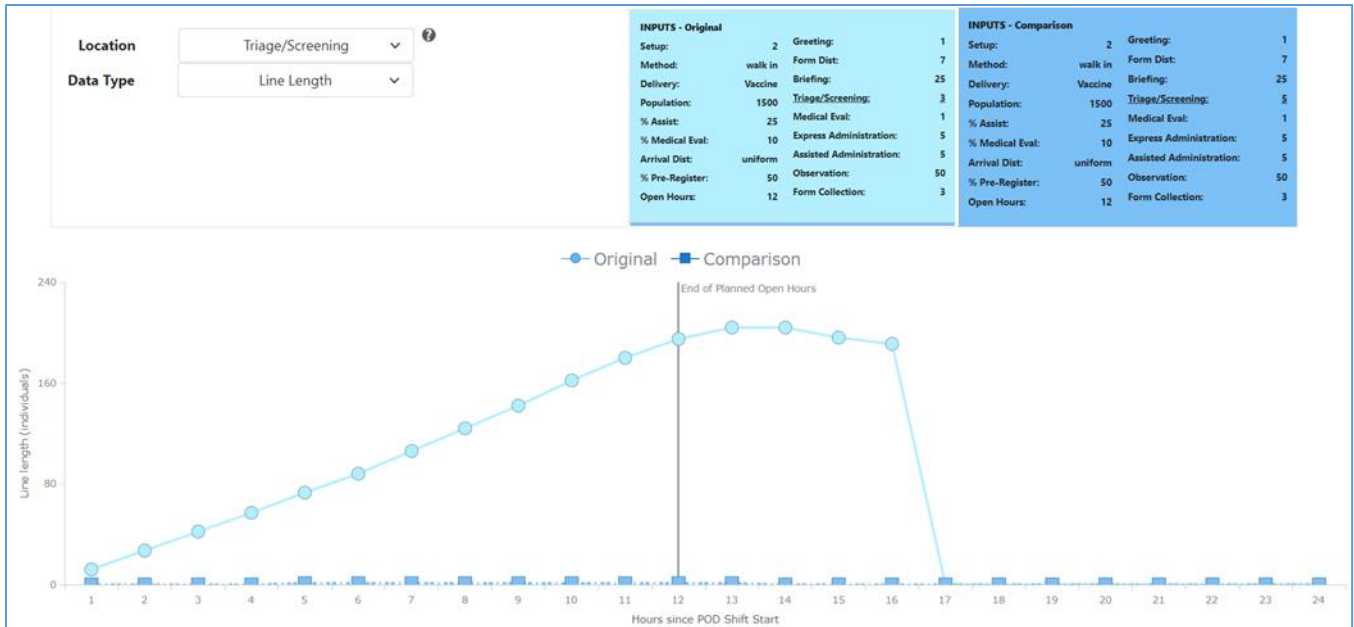 Location
Triage/Screening
?
Data Type
Line Length
INPUTS - Original
Setup: 2
Method: walk in
Delivery: Vaccine
Population: 1500
% Assist: 25
% Medical Eval: 10
Arrival Dist: uniform
% Pre-Register: 50
Open Hours: 12
Greeting: 1
Form Dist: 7
Briefing: 25
Triage/Screening: 3
Medical Eval: 1
Express Administration: 5
Assisted Administration: 5
Observation: 50
Form Collection: 3
INPUTS - Comparison
Setup: 2
Method: walk in
Delivery: Vaccine
Population: 1500
% Assist: 25
% Medical Eval: 10
Arrival Dist: uniform
% Pre-Register: 50
Open Hours: 12
Greeting: 1
Form Dist: 7
Briefing: 25
Triage/Screening: 5
Medical Eval: 1
Express Administration: 5
Assisted Administration: 5
Observation: 50
Form Collection: 3
Original Comparison
End of Planned Open Hours
Line length (individuals)
240
160
80
0
1 2 3 4 5 6 7 8 9 10 11 12 13 14 15 16 17 18 19 20 21 22 23 24
Hours since POD Shift Start